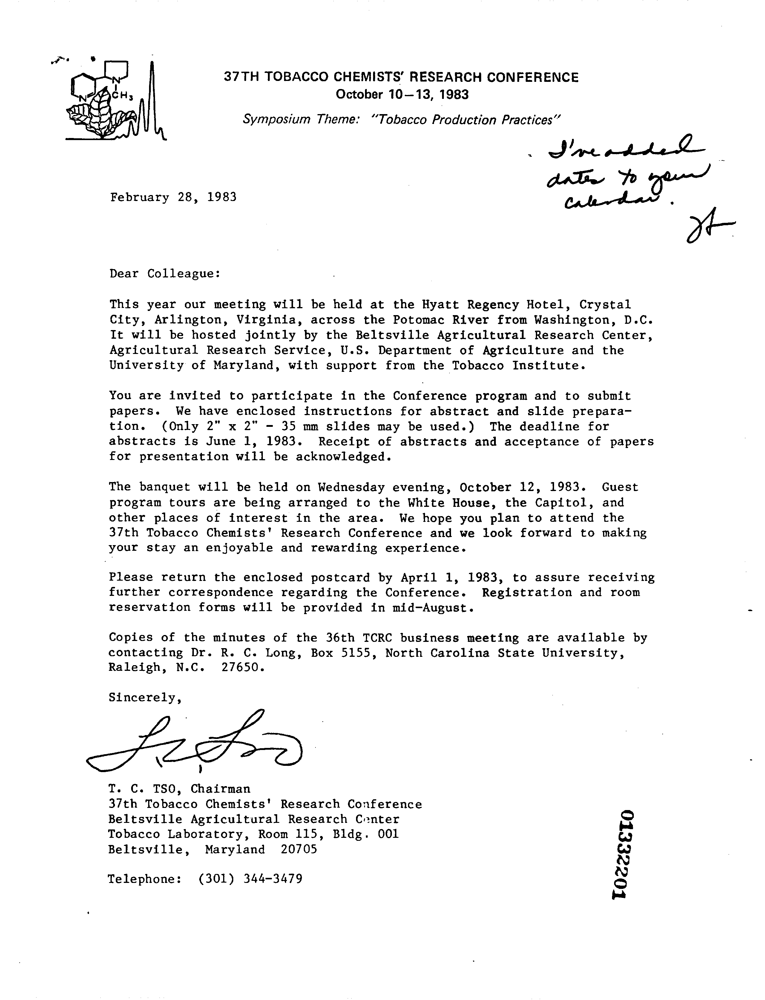 37TH TOBACCO CHEMISTS' RESEARCH CONFERENCE
October 10–13, 1983
Symposium Theme: "Tobacco Production Practices"
N
N
CH3
I've added
dates to your
calendar.
February 28, 1983
Dear Colleague:
This year our meeting will be held at the Hyatt Regency Hotel, Crystal
City, Arlington, Virginia, across the Potomac River from Washington, D.C.
It will be hosted jointly by the Beltsville Agricultural Research Center,
Agricultural Research Service, U.S. Department of Agriculture and the
University of Maryland, with support from the Tobacco Institute.
You are invited to participate in the Conference program and to submit
papers. We have enclosed instructions for abstract and slide prepara-
tion. (Only 2" x 2" - 35 mm slides may be used.) The deadline for
abstracts is June 1, 1983. Receipt of abstracts and acceptance of papers
for presentation will be acknowledged.
The banquet will be held on Wednesday evening, October 12, 1983. Guest
program tours are being arranged to the White House, the Capitol, and
other places of interest in the area. We hope you plan to attend the
37th Tobacco Chemists' Research Conference and we look forward to making
your stay an enjoyable and rewarding experience.
Please return the enclosed postcard by April 1, 1983, to assure receiving
further correspondence regarding the Conference. Registration and room
reservation forms will be provided in mid-August.
Copies of the minutes of the 36th TCRC business meeting are available by
contacting Dr. R. C. Long, Box 5155, North Carolina State University,
Raleigh, N.C. 27650.
Sincerely,
T. C. TSO, Chairman
37th Tobacco Chemists' Research Conference
Beltsville Agricultural Research Center
Tobacco Laboratory, Room 115, Bldg. 001
Beltsville, Maryland 20705
Telephone: (301) 344-3479
01332201